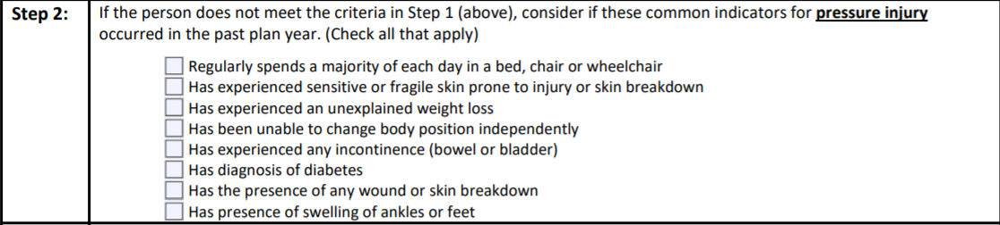 Step 2:
If the person does not meet the criteria in Step 1 (above), consider if these common indicators for pressure injury
occurred in the past plan year. (Check all that apply)
Regularly spends a majority of each day in a bed, chair or wheelchair
Has experienced sensitive or fragile skin prone to injury or skin breakdown
Has experienced an unexplained weight loss
Has been unable to change body position independently
Has experienced any incontinence (bowel or bladder)
Has diagnosis of diabetes
Has the presence of any wound or skin breakdown
Has presence of swelling of ankles or feet